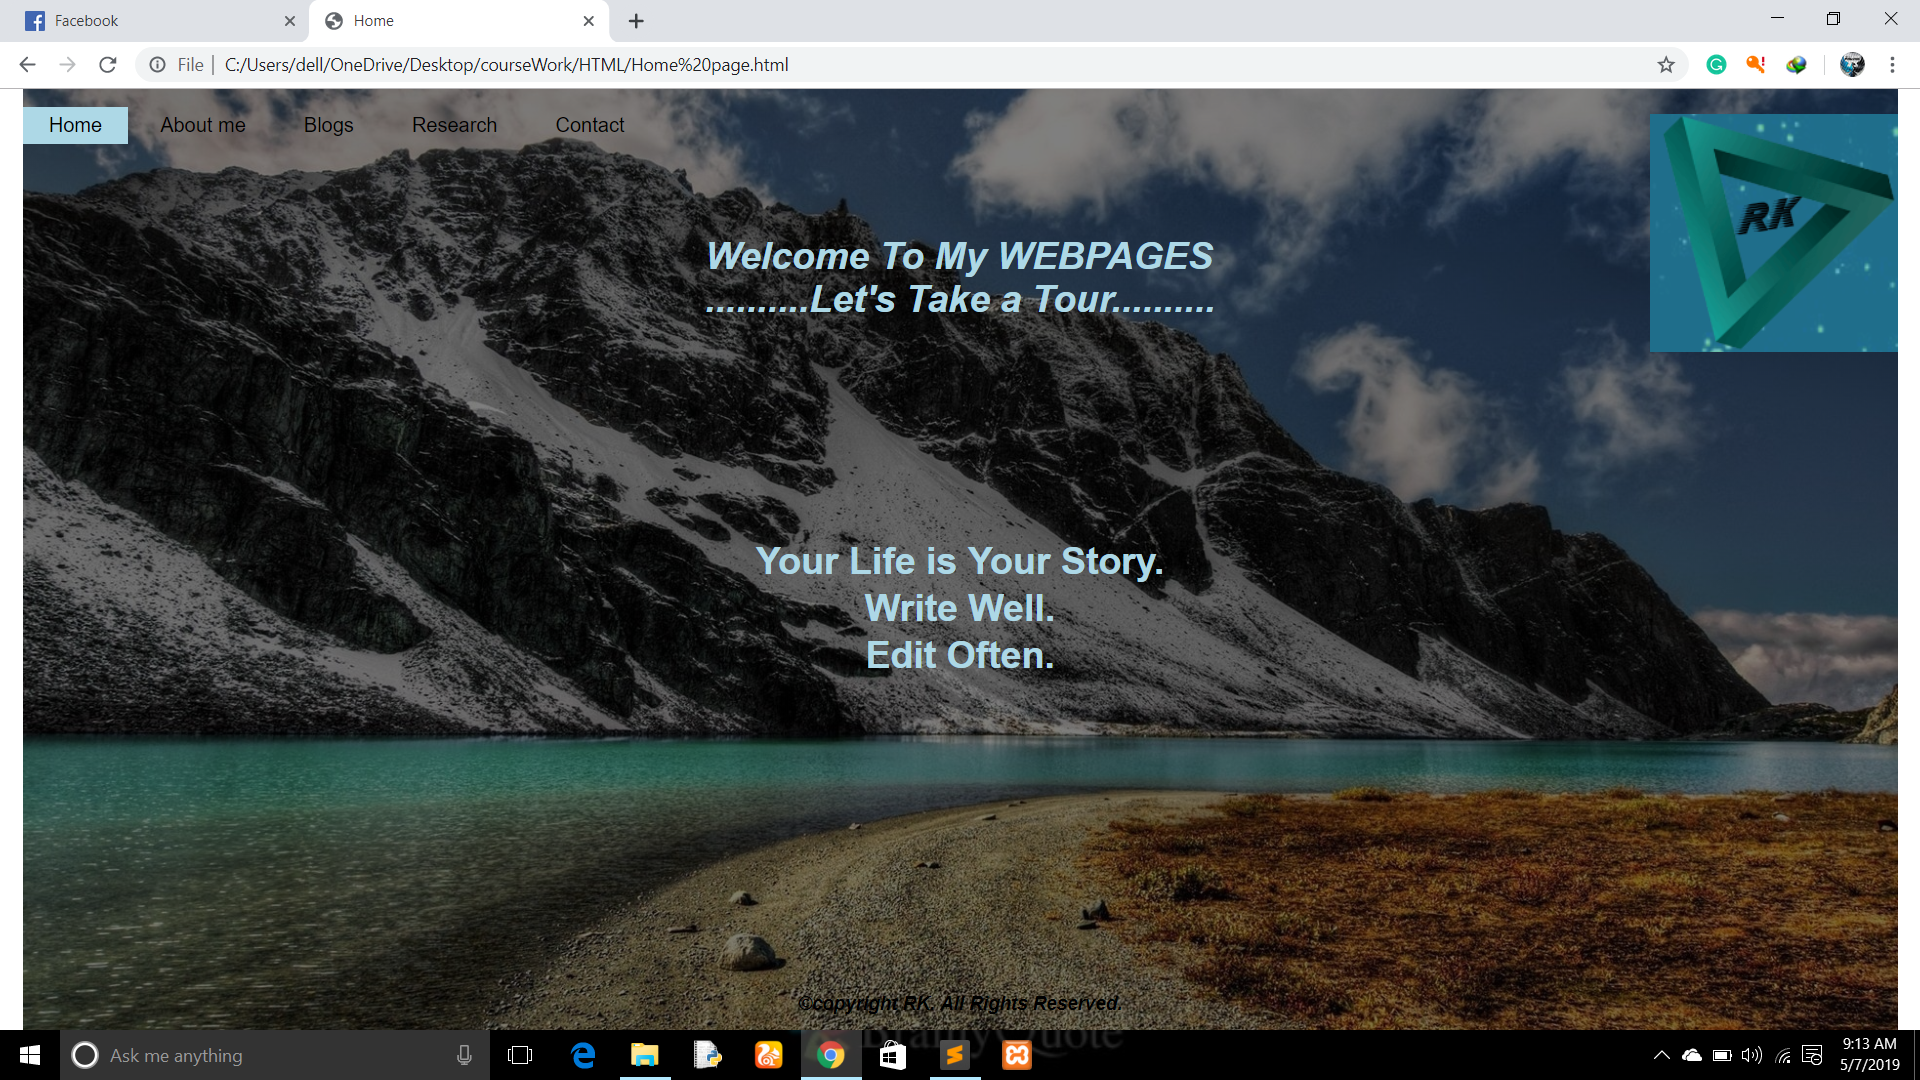 Facebook
Home
File
C:/Users/dell/OneDrive/Desktop/courseWork/HTML/Home%20page.html
Home About me Blogs Research Contact
RK
Welcome To My WEBPAGES
..........Let's Take a Tour..........
Your Life is Your Story.
Write Well.
Edit Often.
©copyright RK. All Rights Reserved.
Ask me anything
9:13 AM
5/7/2019